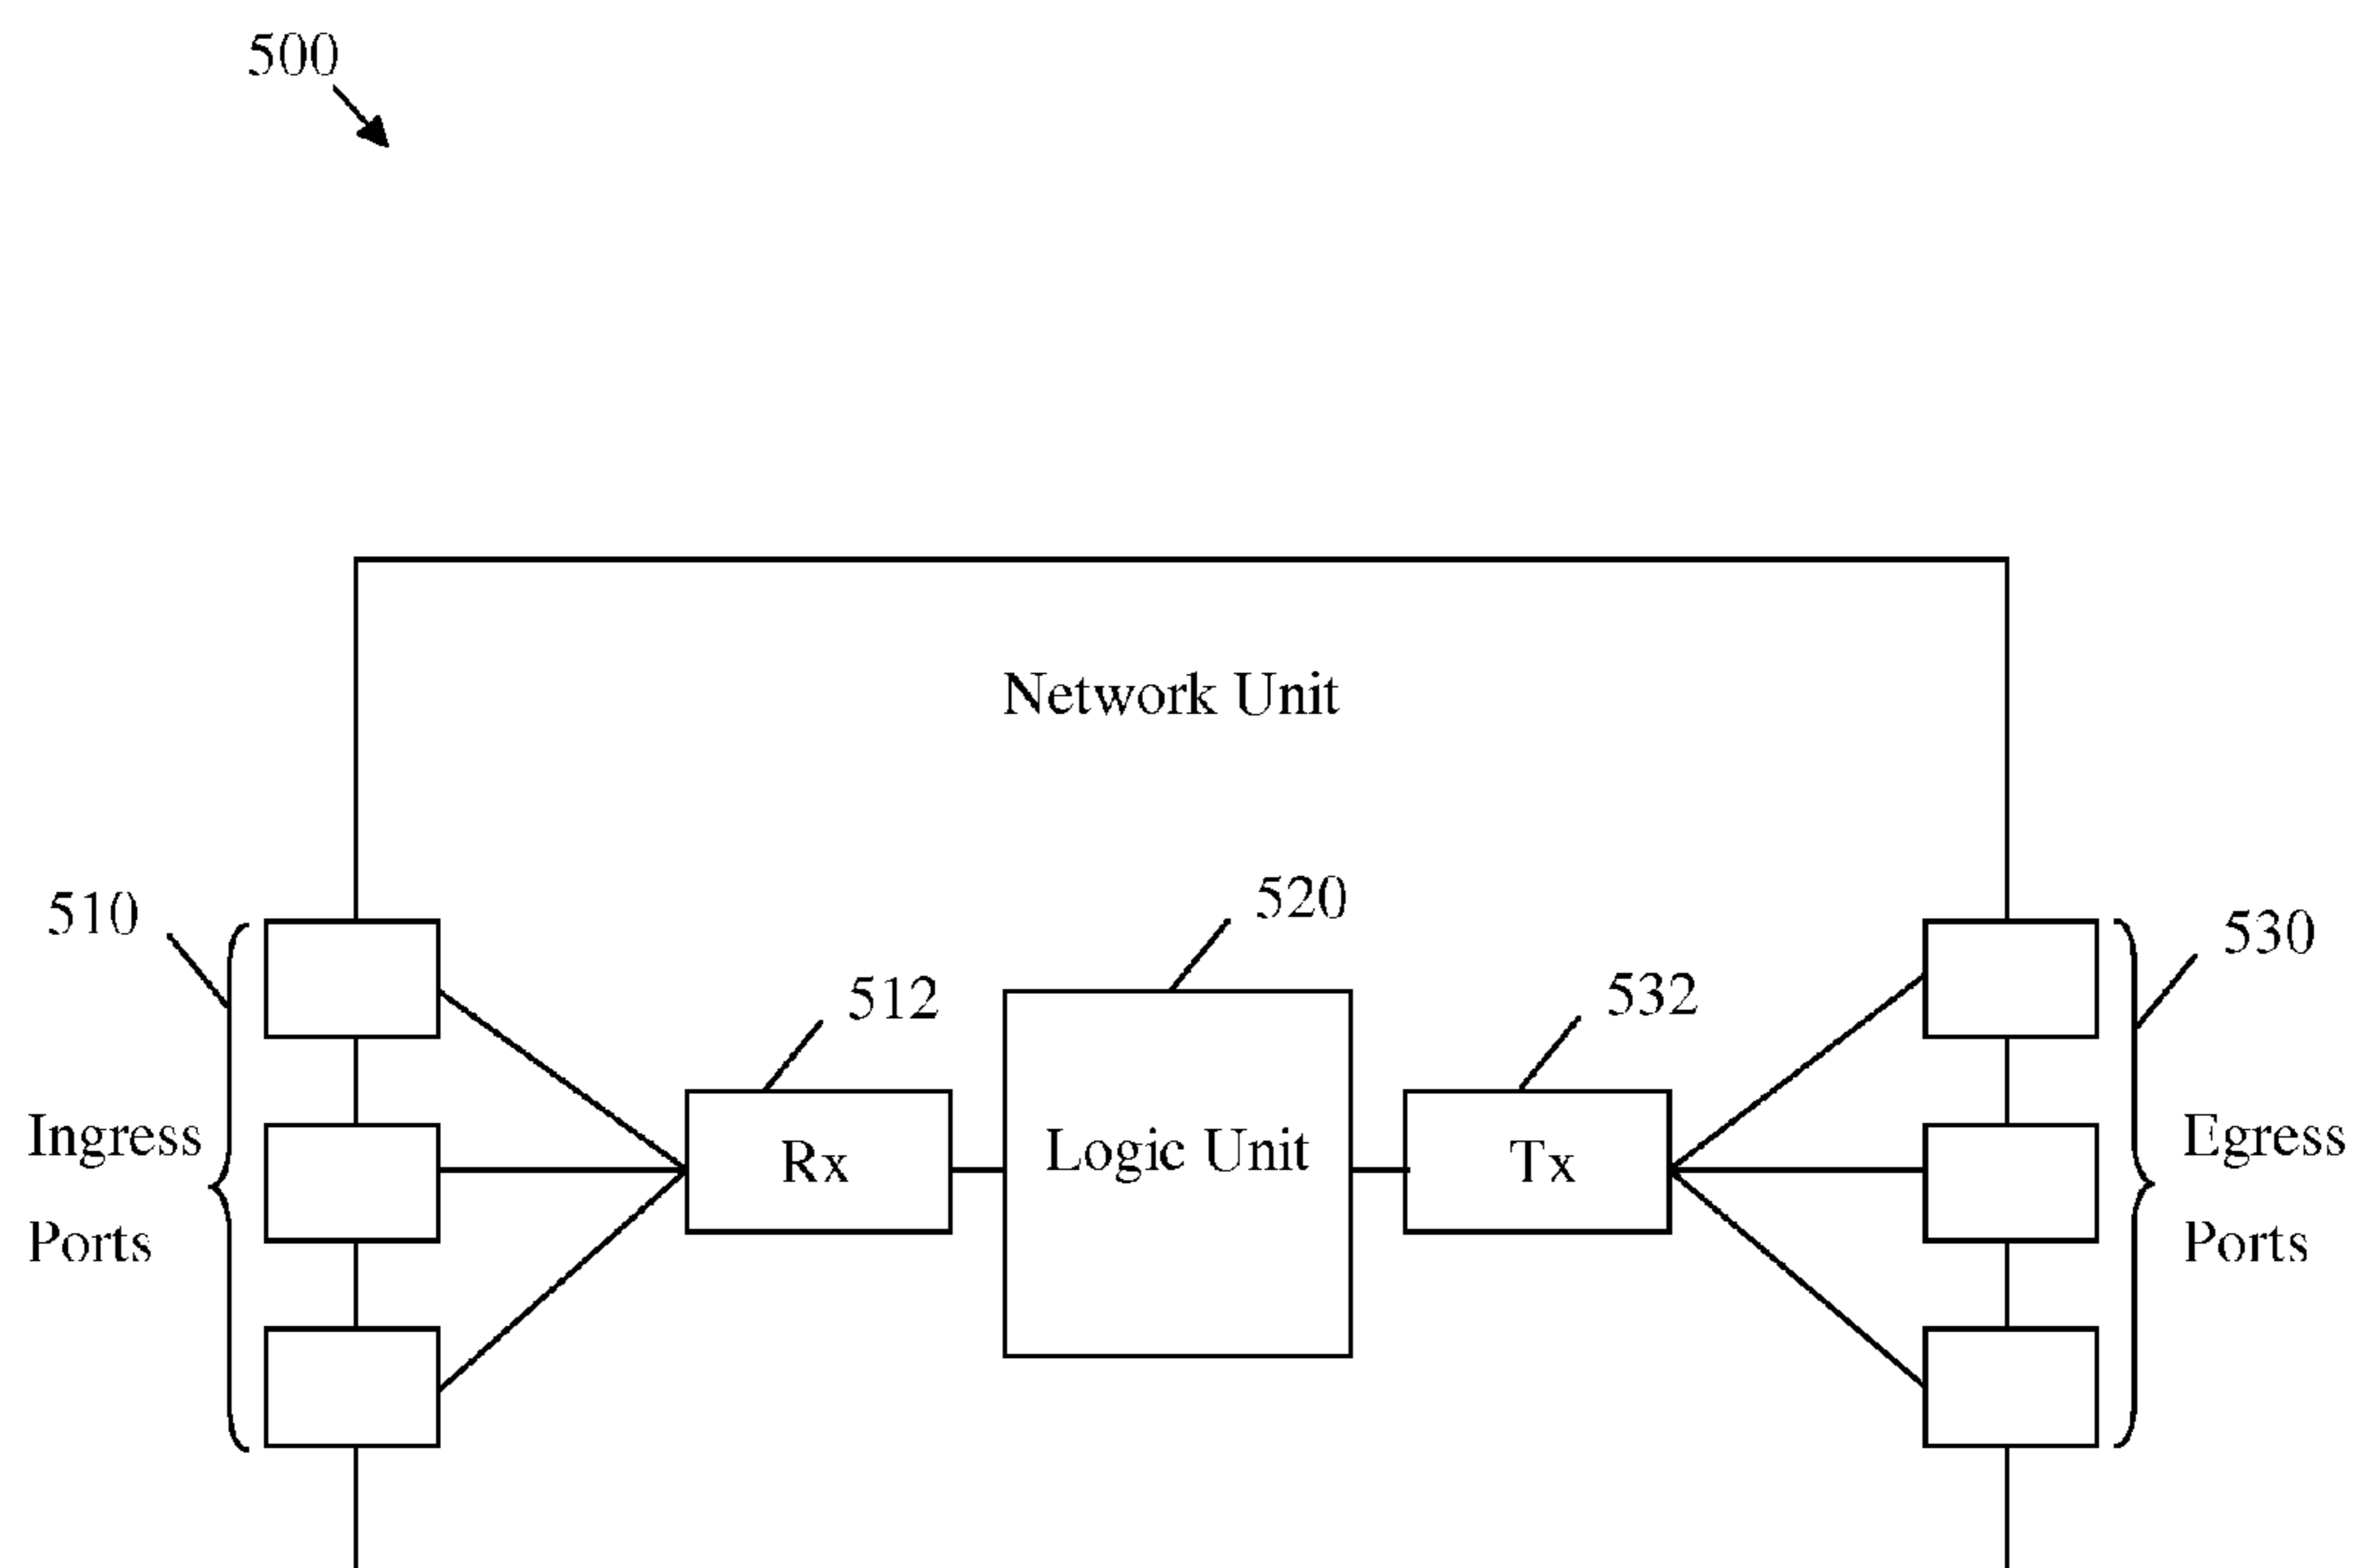 500
Network Unit
510
520
530
512
532
Ingress
Ports
Rx
Logic Unit
Tx
Egress
Ports